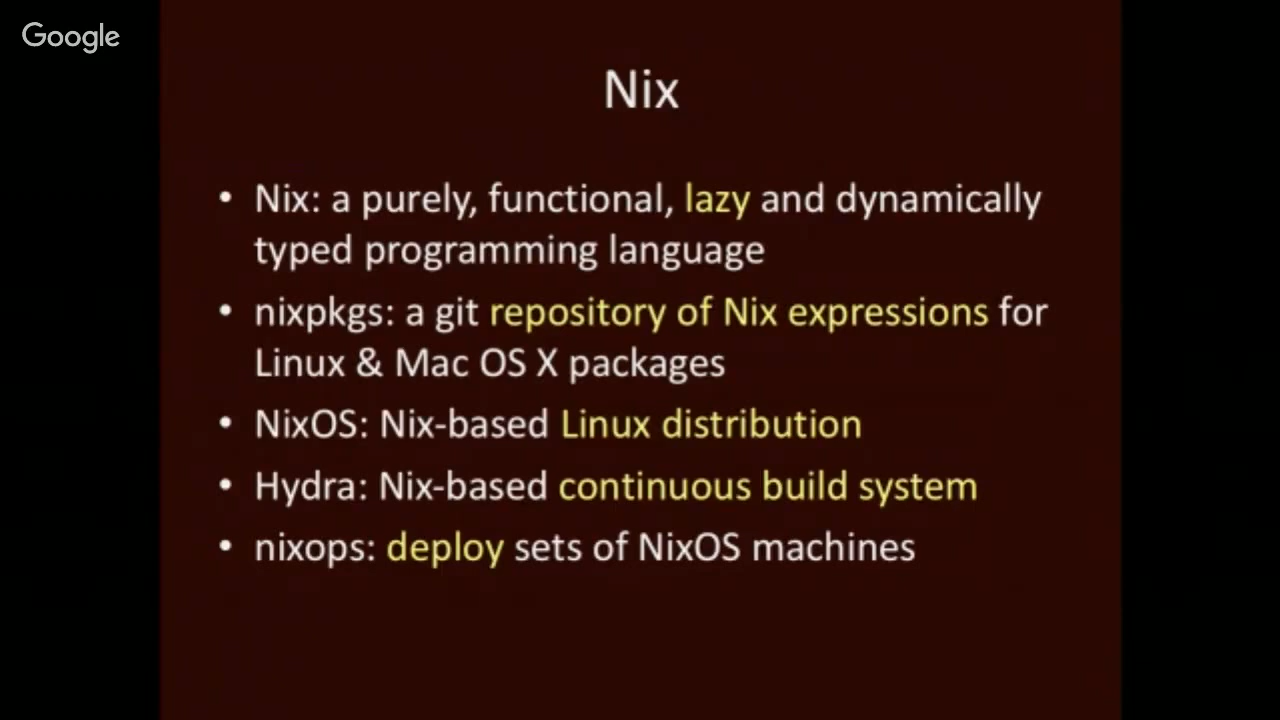 Google
Nix
• Nix: a purely, functional, lazy and dynamically
typed programming language
• nixpkgs: a git repository of Nix expressions for
Linux & Mac OS X packages
• NixOS: Nix-based Linux distribution
• Hydra: Nix-based continuous build system
• nixops: deploy sets of NixOS machines